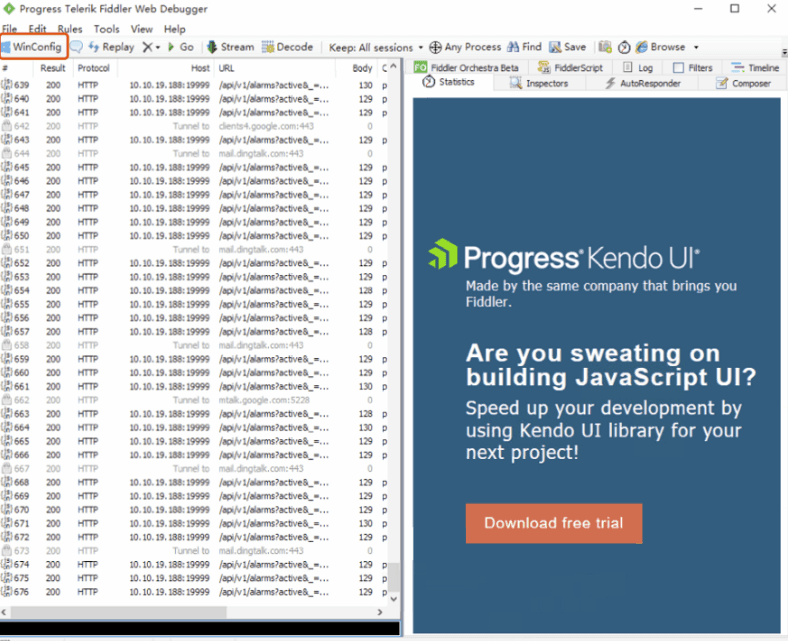 Progress Telerik Fiddler Web Debugger
File Edit Rules Tools View Help
WinConfig Replay Go Stream Decode Keep: All sessions Any Process Find Save Browse
# Result Protocol Host URL Body C
639 200 HTTP 10.10.19.188:19999 /api/v1/alarms?active&_=... 130 p
640 200 HTTP 10.10.19.188:19999 /api/v1/alarms?active&_=... 129 p
641 200 HTTP 10.10.19.188:19999 /api/v1/alarms?active&_=... 129 p
642 200 HTTP Tunnel to clients4.google.com:443 0
643 200 HTTP 10.10.19.188:19999 /api/v1/alarms?active&_=... 129 p
644 200 HTTP Tunnel to mail.dingtalk.com:443 0
645 200 HTTP 10.10.19.188:19999 /api/v1/alarms?active&_=... 129 p
646 200 HTTP 10.10.19.188:19999 /api/v1/alarms?active&_=... 129 p
647 200 HTTP 10.10.19.188:19999 /api/v1/alarms?active&_=... 129 p
648 200 HTTP 10.10.19.188:19999 /api/v1/alarms?active&_=... 129 p
649 200 HTTP 10.10.19.188:19999 /api/v1/alarms?active&_=... 129 p
650 200 HTTP 10.10.19.188:19999 /api/v1/alarms?active&_=... 129 p
651 200 HTTP Tunnel to mail.dingtalk.com:443 0
652 200 HTTP 10.10.19.188:19999 /api/v1/alarms?active&_=... 129 p
653 200 HTTP 10.10.19.188:19999 /api/v1/alarms?active&_=... 129 p
654 200 HTTP 10.10.19.188:19999 /api/v1/alarms?active&_=... 128 p
655 200 HTTP 10.10.19.188:19999 /api/v1/alarms?active&_=... 129 p
656 200 HTTP 10.10.19.188:19999 /api/v1/alarms?active&_=... 129 p
657 200 HTTP 10.10.19.188:19999 /api/v1/alarms?active&_=... 128 p
658 200 HTTP Tunnel to mail.dingtalk.com:443 0
659 200 HTTP 10.10.19.188:19999 /api/v1/alarms?active&_=... 129 p
660 200 HTTP 10.10.19.188:19999 /api/v1/alarms?active&_=... 129 p
661 200 HTTP 10.10.19.188:19999 /api/v1/alarms?active&_=... 130 p
662 200 HTTP Tunnel to mtalk.google.com:5228 0
663 200 HTTP 10.10.19.188:19999 /api/v1/alarms?active&_=... 128 p
664 200 HTTP 10.10.19.188:19999 /api/v1/alarms?active&_=... 130 p
665 200 HTTP 10.10.19.188:19999 /api/v1/alarms?active&_=... 129 p
666 200 HTTP 10.10.19.188:19999 /api/v1/alarms?active&_=... 129 p
667 200 HTTP Tunnel to mail.dingtalk.com:443 0
668 200 HTTP 10.10.19.188:19999 /api/v1/alarms?active&_=... 129 p
669 200 HTTP 10.10.19.188:19999 /api/v1/alarms?active&_=... 129 p
670 200 HTTP 10.10.19.188:19999 /api/v1/alarms?active&_=... 129 p
671 200 HTTP 10.10.19.188:19999 /api/v1/alarms?active&_=... 130 p
672 200 HTTP 10.10.19.188:19999 /api/v1/alarms?active&_=... 129 p
673 200 HTTP Tunnel to mail.dingtalk.com:443 0
674 200 HTTP 10.10.19.188:19999 /api/v1/alarms?active&_=... 129 p
675 200 HTTP 10.10.19.188:19999 /api/v1/alarms?active&_=... 129 p
676 200 HTTP 10.10.19.188:19999 /api/v1/alarms?active&_=... 129 p
FO Fiddler Orchestra Beta FiddlerScript Log Filters Timeline
Statistics Inspectors AutoResponder Composer
Progress® Kendo UI®
Made by the same company that brings you
Fiddler.
Are you sweating on
building JavaScript UI?
Speed up your development by
using Kendo UI library for your
next project!
Download free trial